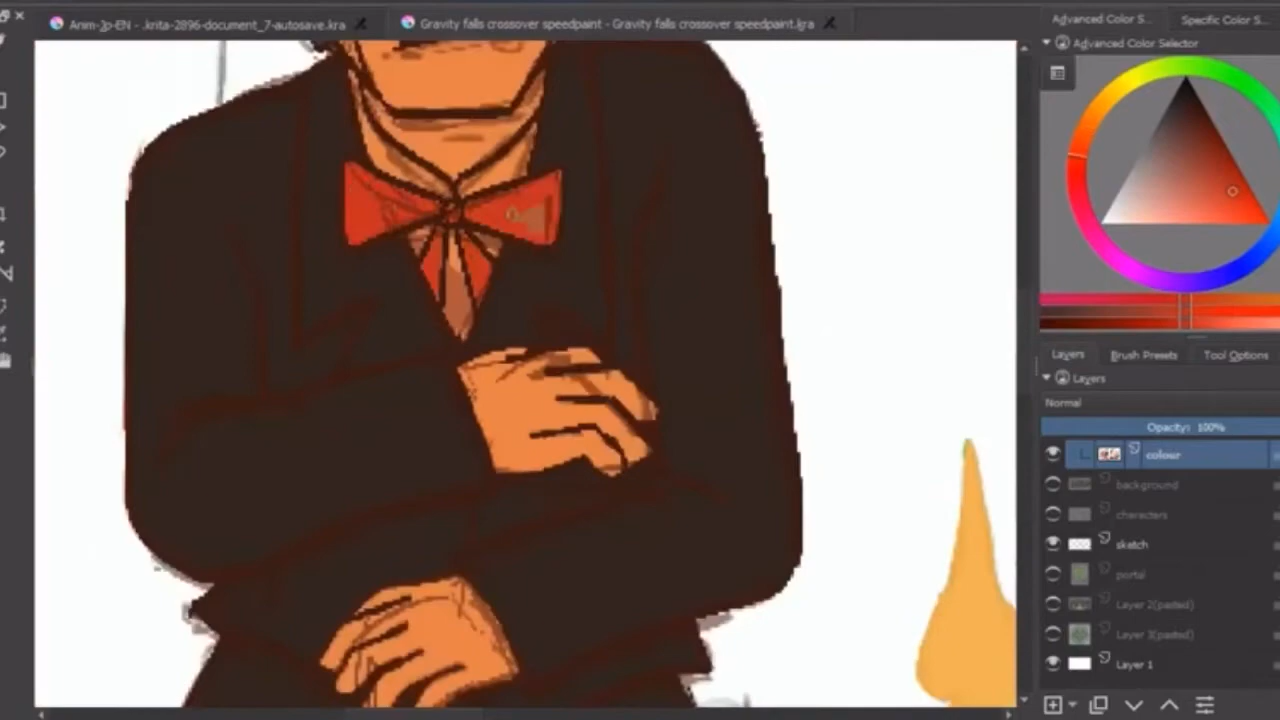 Anim-Jp-EN - .krita-2896-document_7-autosave.kra
Gravity falls crossover speedpaint - Gravity falls crossover speedpaint.kra
Advanced Color S...
Specific Color S...
Advanced Color Selector
Layers
Brush Presets
Tool Options
Layers
Normal
Opacity: 100%
colour
background
characters
sketch
portal
Layer 2(pasted)
Layer 3(pasted)
Layer 1